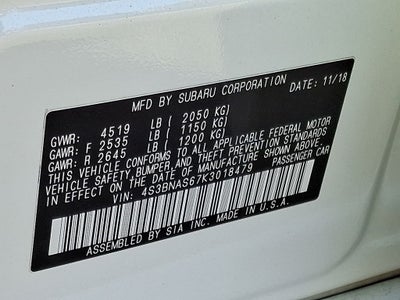 MFD BY SUBARU CORPORATION DATE: 11/18
GWR: 4519 LB ( 2050 KG)
GAWR: F 2535 LB ( 1150 KG)
GAWR: R 2645 LB ( 1200 KG)
THIS VEHICLE CONFORMS TO ALL APPLICABLE FEDERAL MOTOR
VEHICLE SAFETY, BUMPER, AND THEFT PREVENTION STANDARDS
IN EFFECT ON THE DATE OF MANUFACTURE SHOWN ABOVE.
VIN: 4S3BNAS67K3018479 PASSENGER CAR
ASSEMBLED BY SIA INC. MADE IN U.S.A.